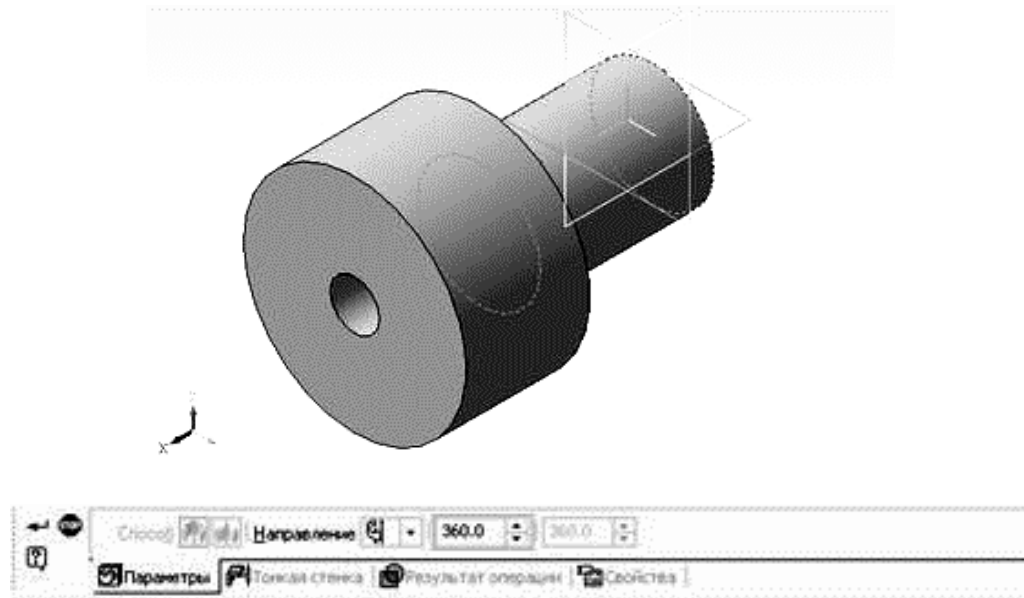 X
Способ Направление 360.0 360.0
Параметры Тонкая стенка Результат операции Свойства